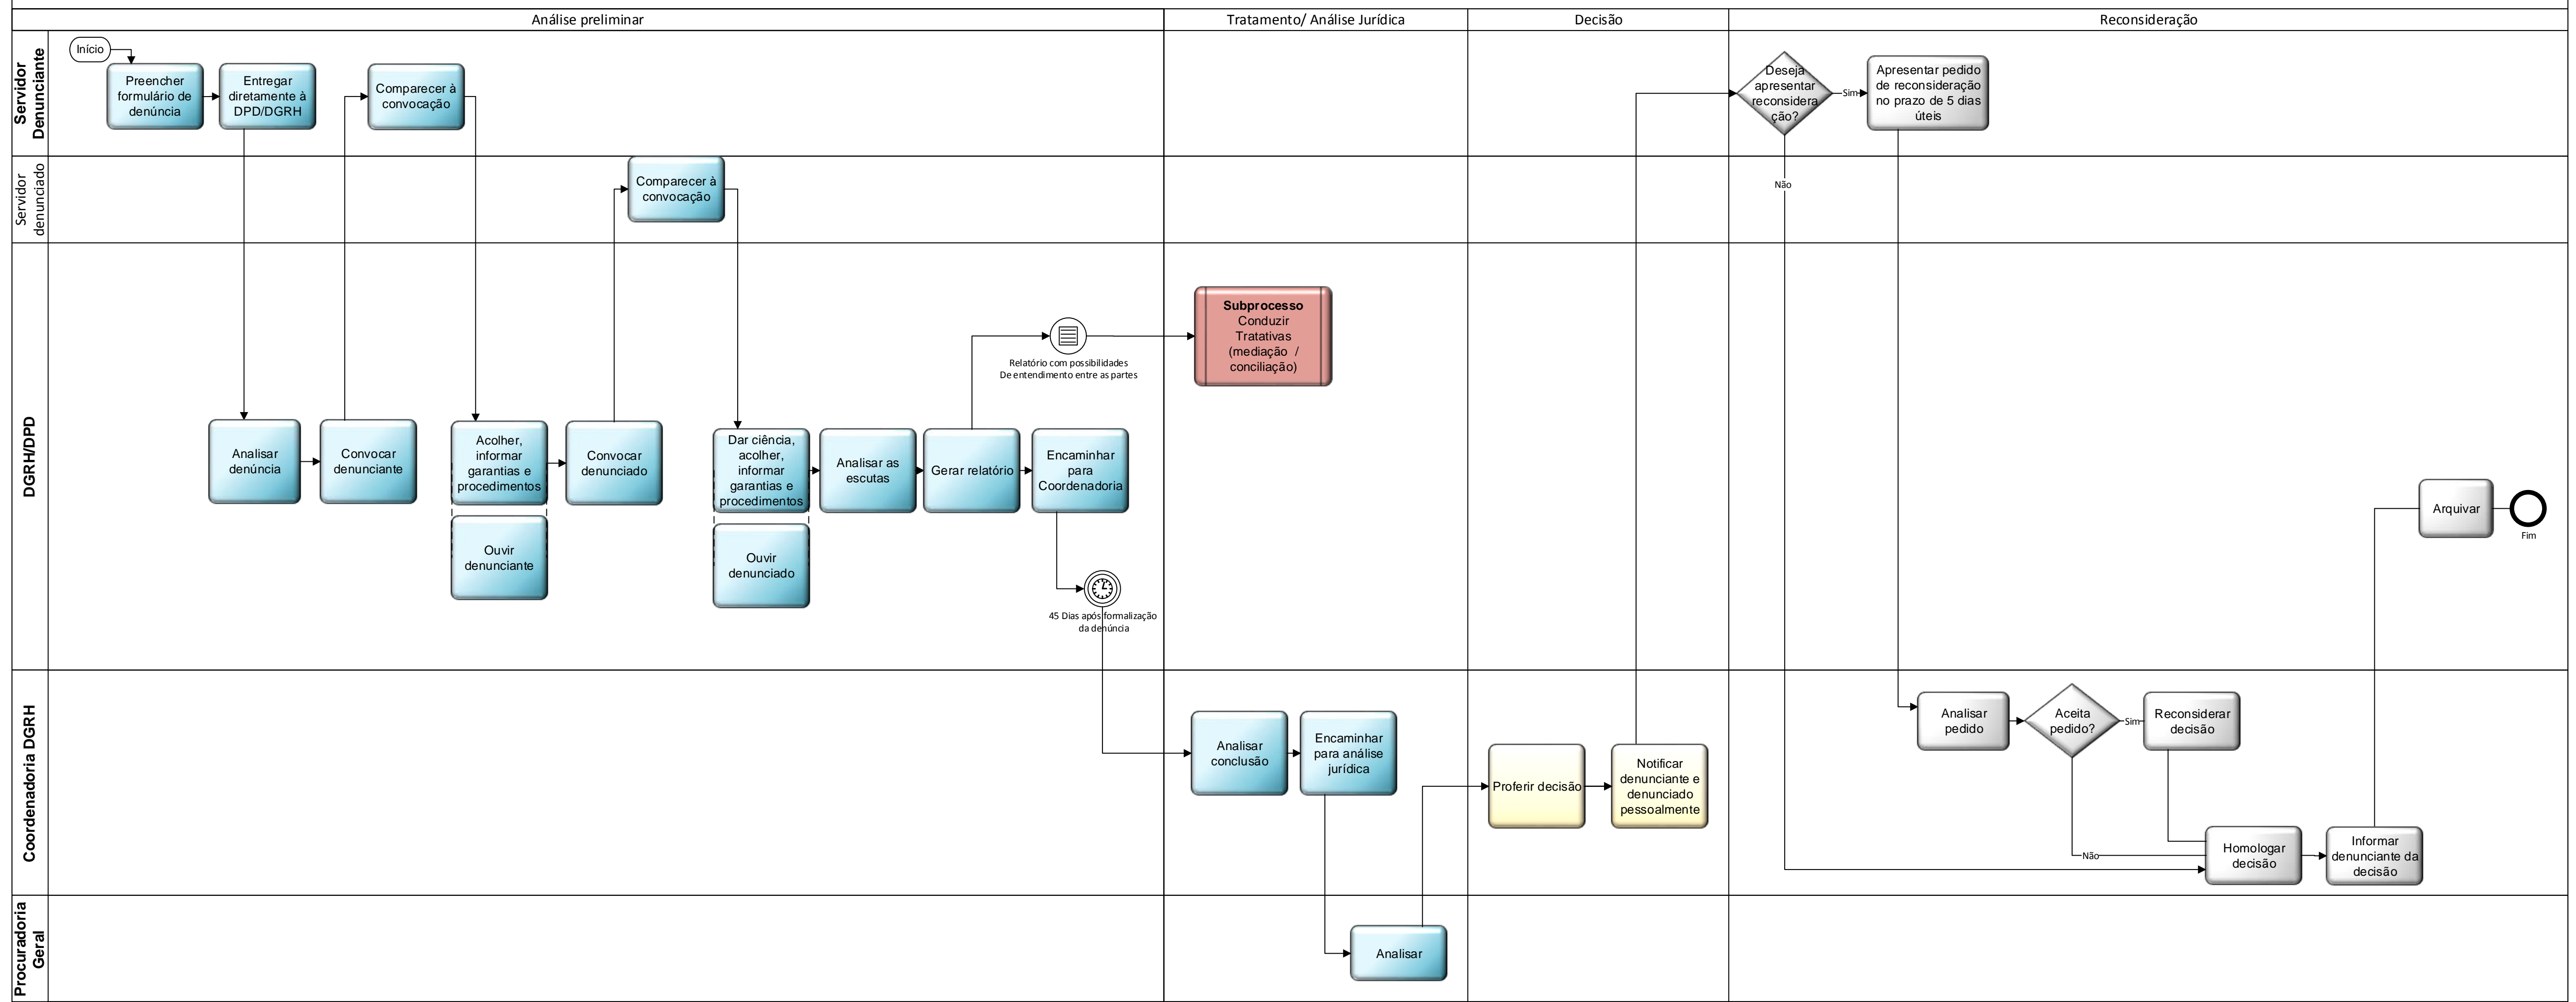 Análise preliminar
Tratamento/ Análise Jurídica
Decisão
Reconsideração
Servidor
Denunciante
Início
Preencher
formulário de
denúncia
Entregar
diretamente à
DPD/DGRH
Comparecer à
convocação
Deseja
apresentar
reconsidera
ção?
Sim
Apresentar pedido
de reconsideração
no prazo de 5 dias
úteis
Servidor
denunciado
Comparecer à
convocação
Não
DGRH/DPD
Subprocesso
Conduzir
Tratativas
(mediação /
conciliação)
Relatório com possibilidades
De entendimento entre as partes
Analisar
denúncia
Convocar
denunciante
Acolher,
informar
garantias e
procedimentos
Ouvir
denunciante
Convocar
denunciado
Dar ciência,
acolher,
informar
garantias e
procedimentos
Ouvir
denunciado
Analisar as
escutas
Gerar relatório
Encaminhar
para
Coordenadoria
45 Dias após formalização
da denúncia
Arquivar
Fim
Coordenadoria DGRH
Analisar
conclusão
Encaminhar
para análise
jurídica
Proferir decisão
Notificar
denunciante e
denunciado
pessoalmente
Analisar
pedido
Aceita
pedido?
Sim
Reconsiderar
decisão
Não
Homologar
decisão
Informar
denunciante da
decisão
Procuradoria
Geral
Analisar